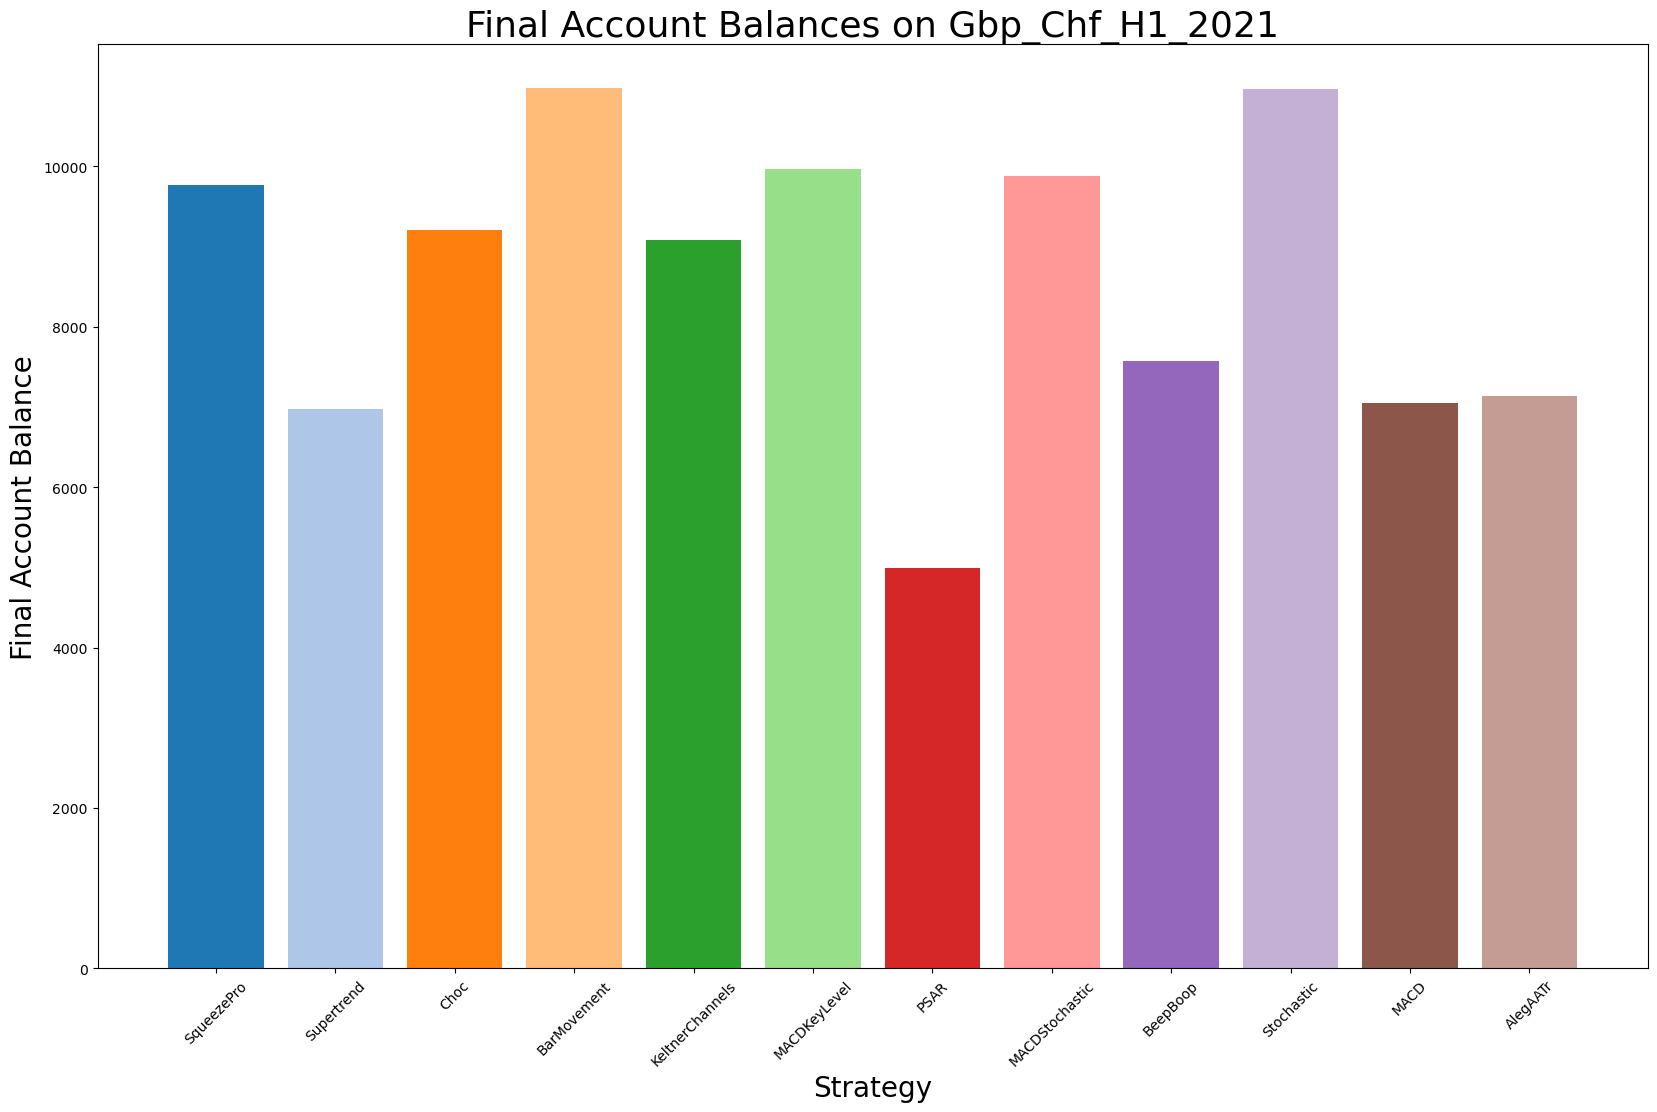 Final Account Balances on Gbp_Chf_H1_2021
Final Account Balance
10000
8000
6000
4000
2000
0
SqueezePro
Supertrend
Choc
BarMovement
KeltnerChannels
MACDKeyLevel
PSAR
MACDStochastic
BeepBoop
Stochastic
MACD
AlegAATr
Strategy